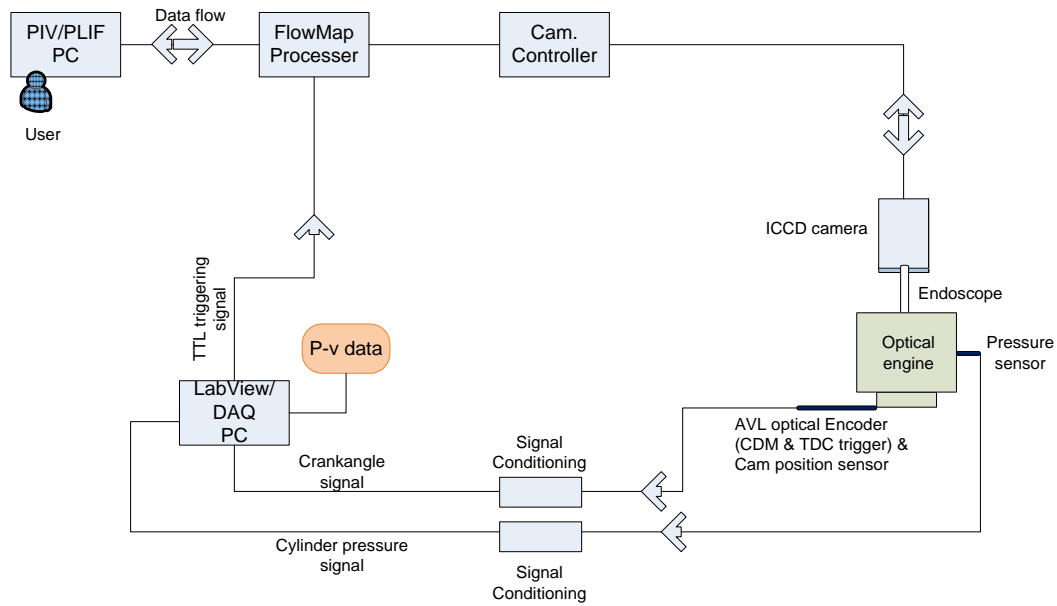 Data flow
PIV/PLIF
PC
FlowMap
Processer
Cam.
Controller
User
ICCD camera
Endoscope
TTL triggering
signal
P-v data
Optical
engine
Pressure
sensor
LabView/
DAQ
PC
AVL optical Encoder
(CDM & TDC trigger) &
Cam position sensor
Crankangle
signal
Signal
Conditioning
Cylinder pressure
signal
Signal
Conditioning